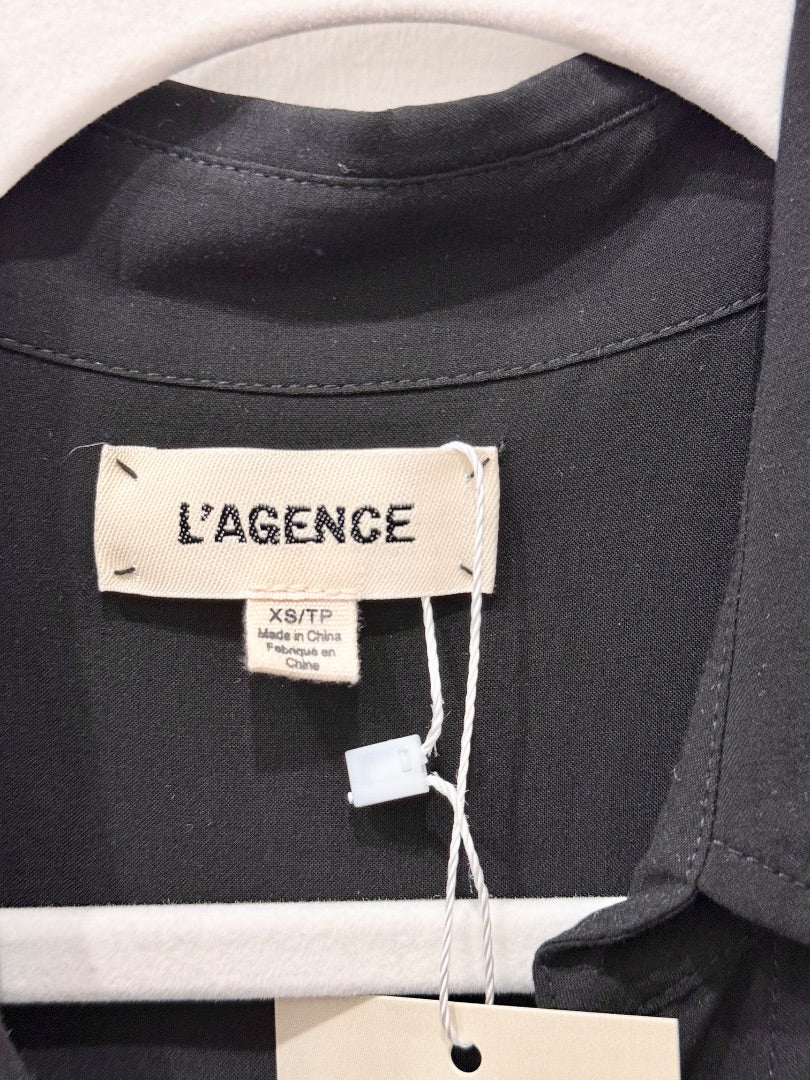 L'AGENCE
XS/TP
Made in China
Fabriqué en
Chine